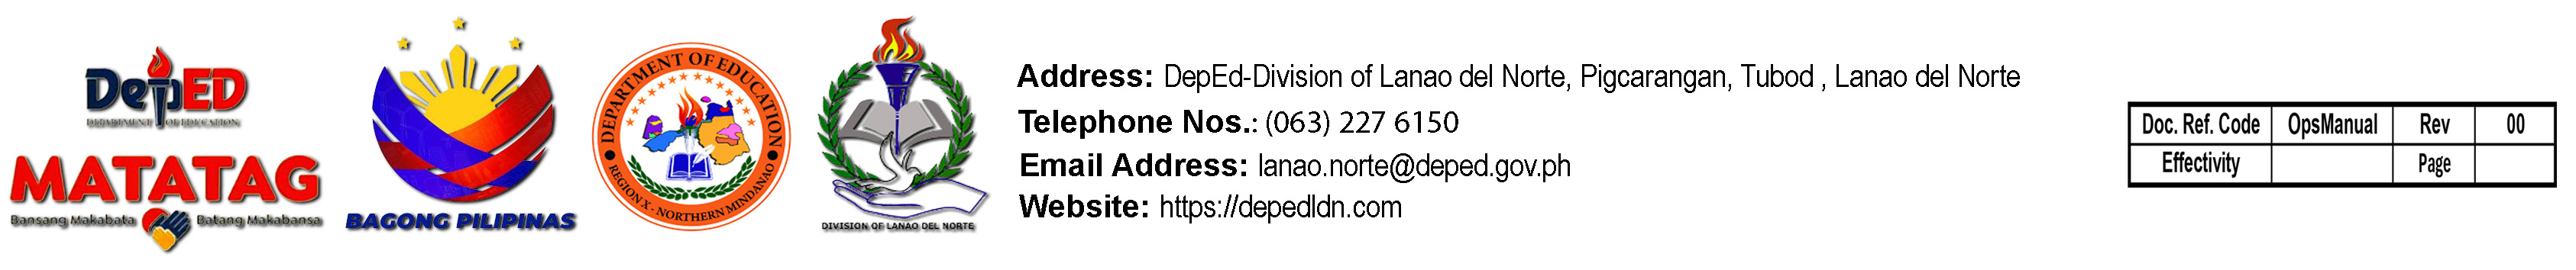 DepED
DEPARTMENT OF EDUCATION
MATATAG
Bansang Makabata Batang Makabansa
BAGONG PILIPINAS
DEPARTMENT OF EDUCATION
REGION X - NORTHERN MINDANAO
DIVISION OF LANAO DEL NORTE
Address: DepEd-Division of Lanao del Norte, Pigcarangan, Tubod , Lanao del Norte
Telephone Nos.: (063) 227 6150
Email Address: lanao.norte@deped.gov.ph
Website: https://depedldn.com
Doc. Ref. Code OpsManual Rev 00
Effectivity Page